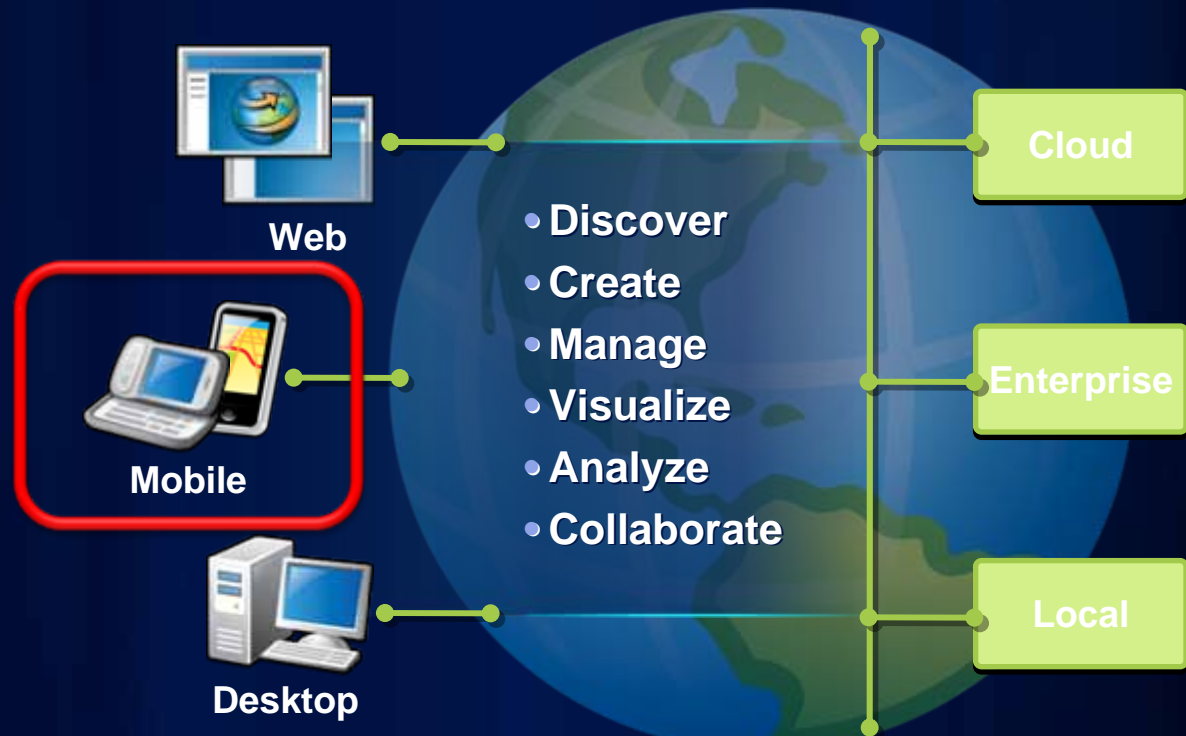 Web
Mobile
Desktop
• Discover
• Create
• Manage
• Visualize
• Analyze
• Collaborate
Cloud
Enterprise
Local